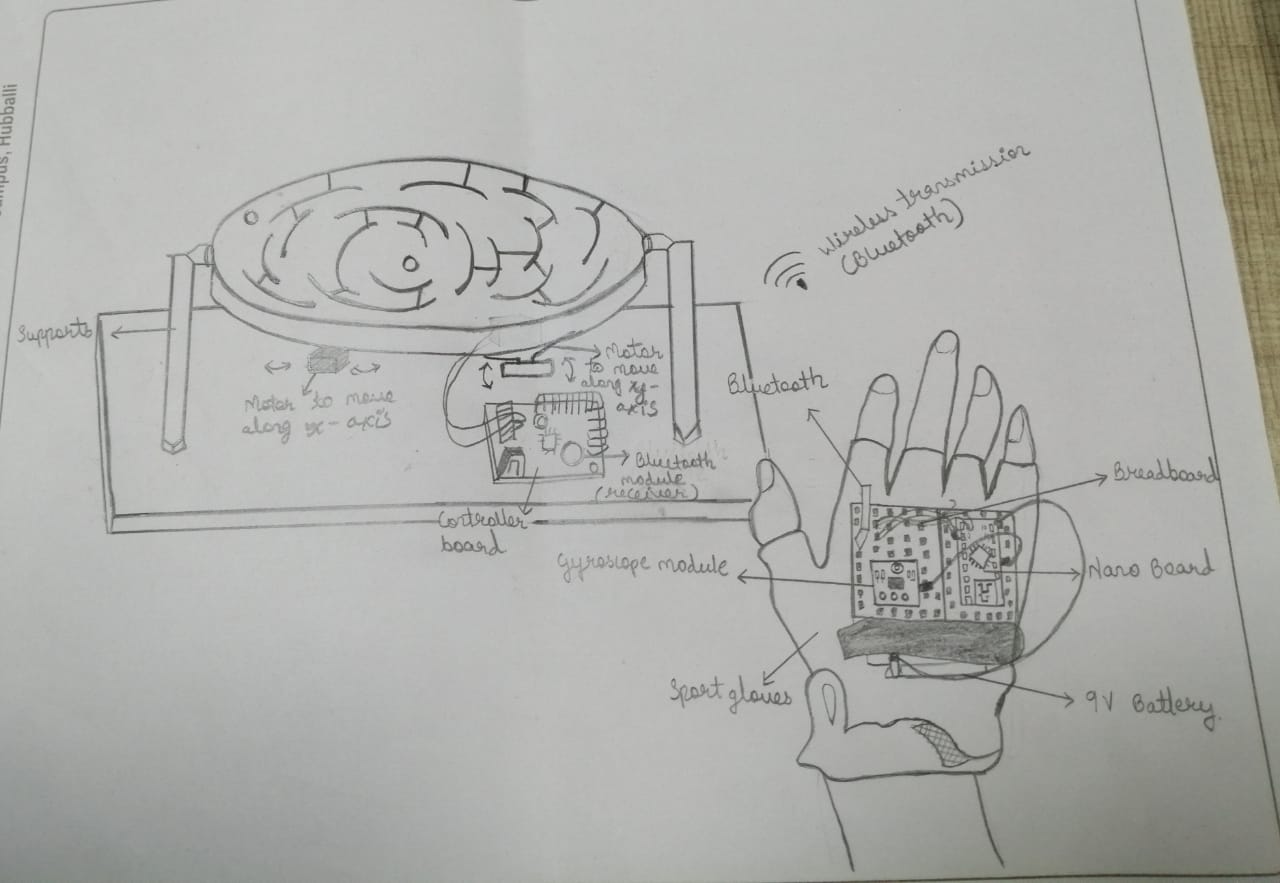 ampus, Hubballi
Wireless transmission
(Bluetooth)
Supports
Motor
to move
along xy-
axis
Motor to move
along yx-axis
Bluetooth
Bluetooth
module
(receiver)
Controller
board
Breadboard
Gyroscope module
Nano Board
Sport gloves
9V Battery.